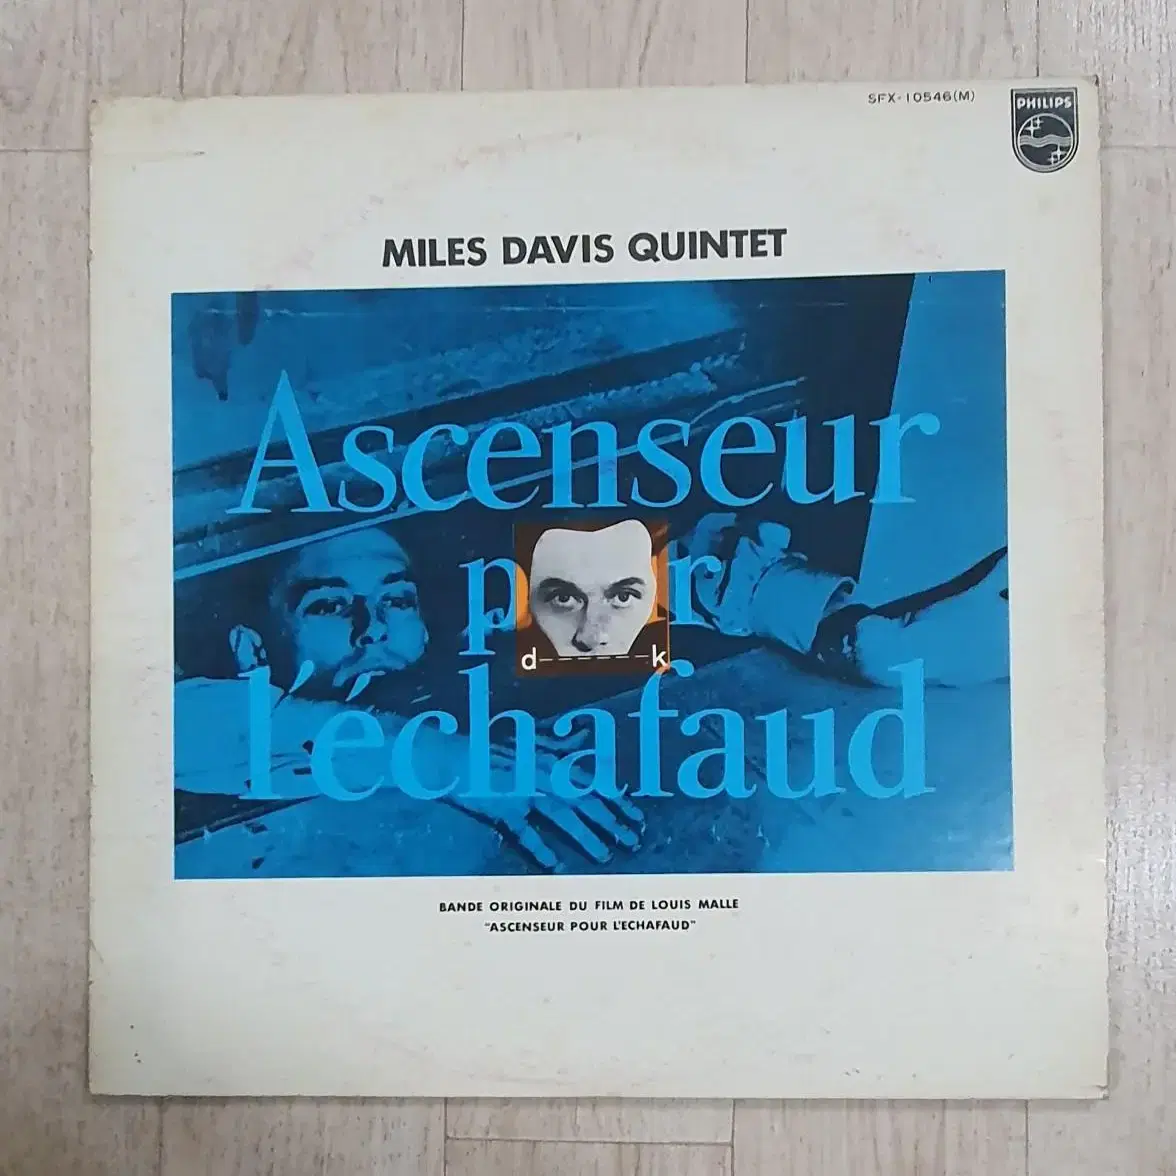 SFX-10546(M)
PHILIPS
MILES DAVIS QUINTET
Ascenseur
p r
d------k
l'échafaud
BANDE ORIGINALE DU FILM DE LOUIS MALLE
"ASCENSEUR POUR L'ECHAFAUD"